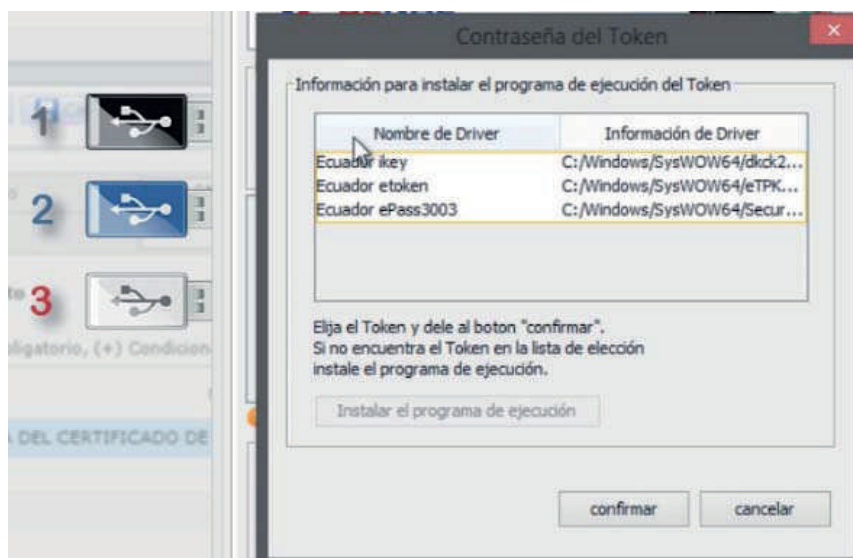 Contraseña del Token
Información para instalar el programa de ejecución del Token
Nombre de Driver Información de Driver
Ecuador ikey C:/Windows/SysWOW64/dkck2...
Ecuador etoken C:/Windows/SysWOW64/eTPK...
Ecuador ePass3003 C:/Windows/SysWOW64/Secur...
Elija el Token y dele al boton "confirmar".
Si no encuentra el Token en la lista de elección
instale el programa de ejecución.
Instalar el programa de ejecución
confirmar cancelar
1
2
3
oligatorio, (+) Condicion
DEL CERTIFICADO DE